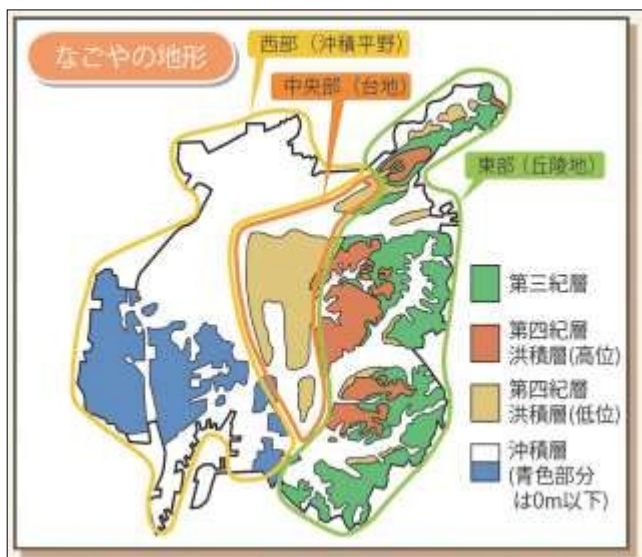 なごやの地形
西部（沖積平野）
中央部（台地）
東部（丘陵地）
第三紀層
第四紀層
洪積層(高位)
第四紀層
洪積層(低位)
沖積層
(青色部分
は0m以下)